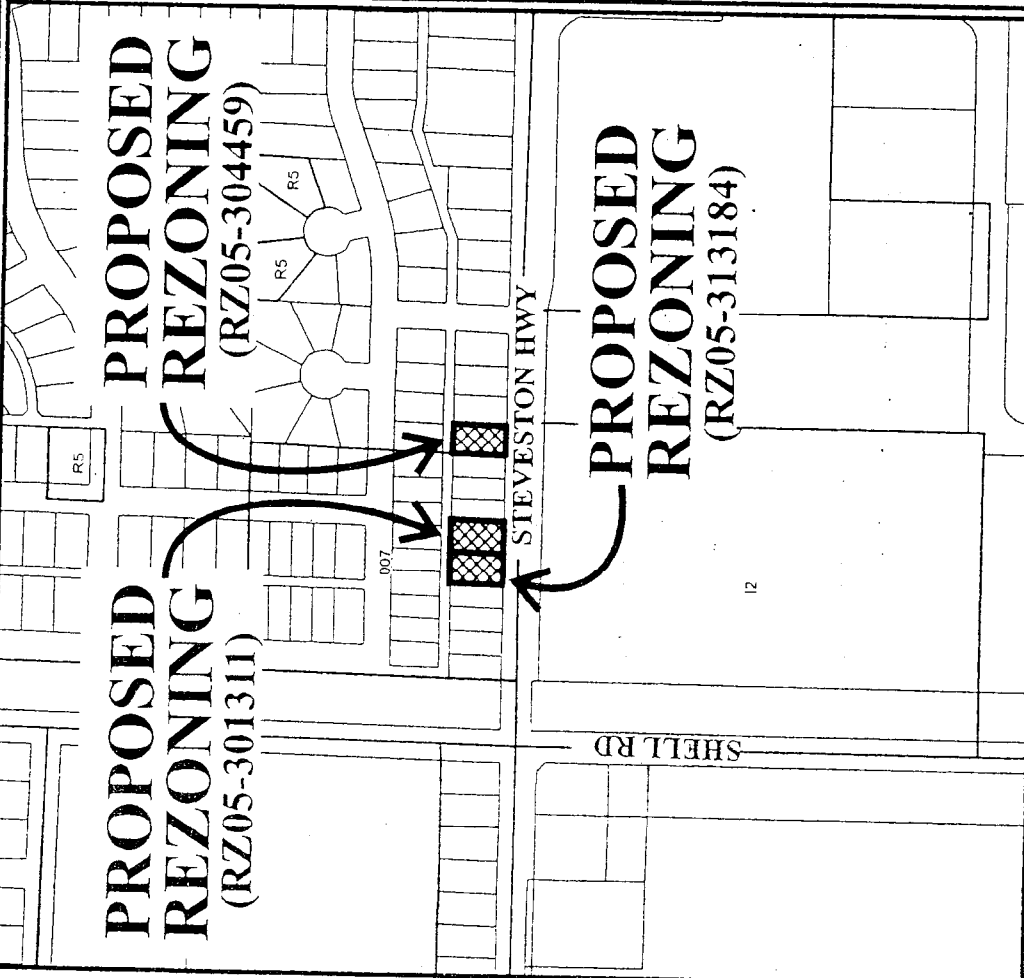 PROPOSED
REZONING
(RZ05-301311)
PROPOSED
REZONING
(RZ05-304459)
R5
R5
R5
007
STEVESTON HWY
PROPOSED
REZONING
(RZ05-313184)
I2
SHELL RD